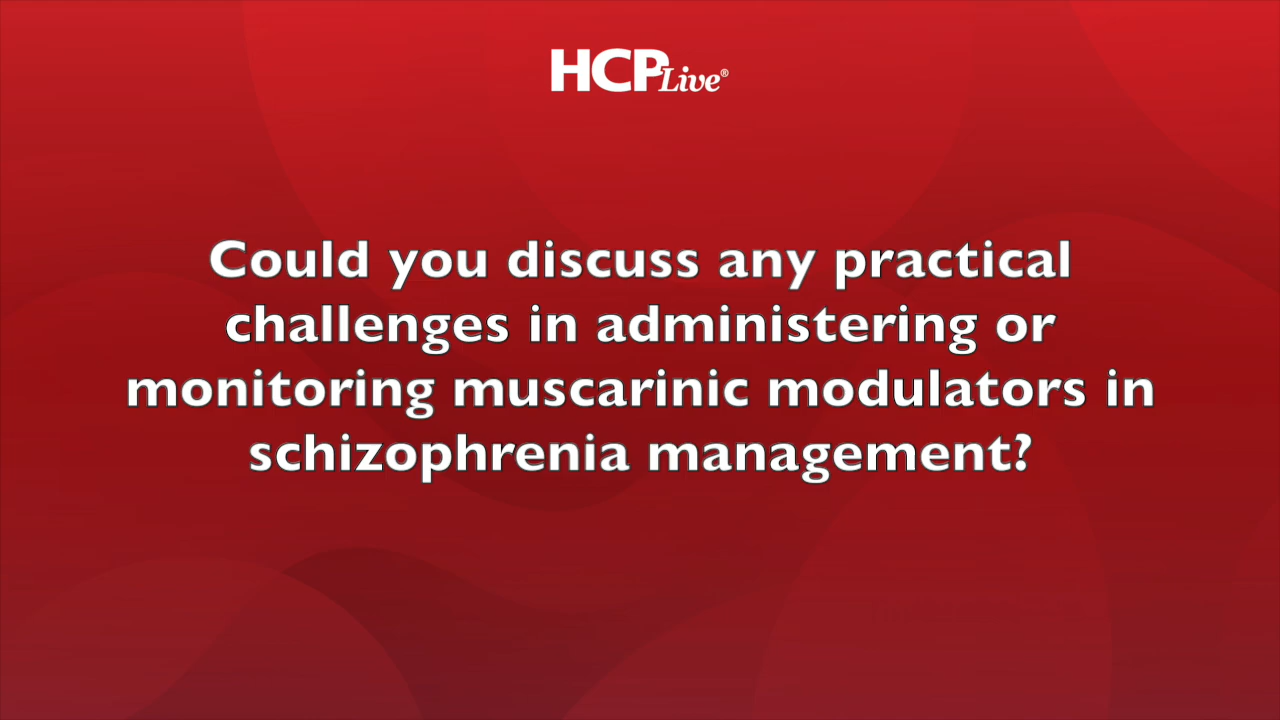 HCPLive®
Could you discuss any practical
challenges in administering or
monitoring muscarinic modulators in
schizophrenia management?